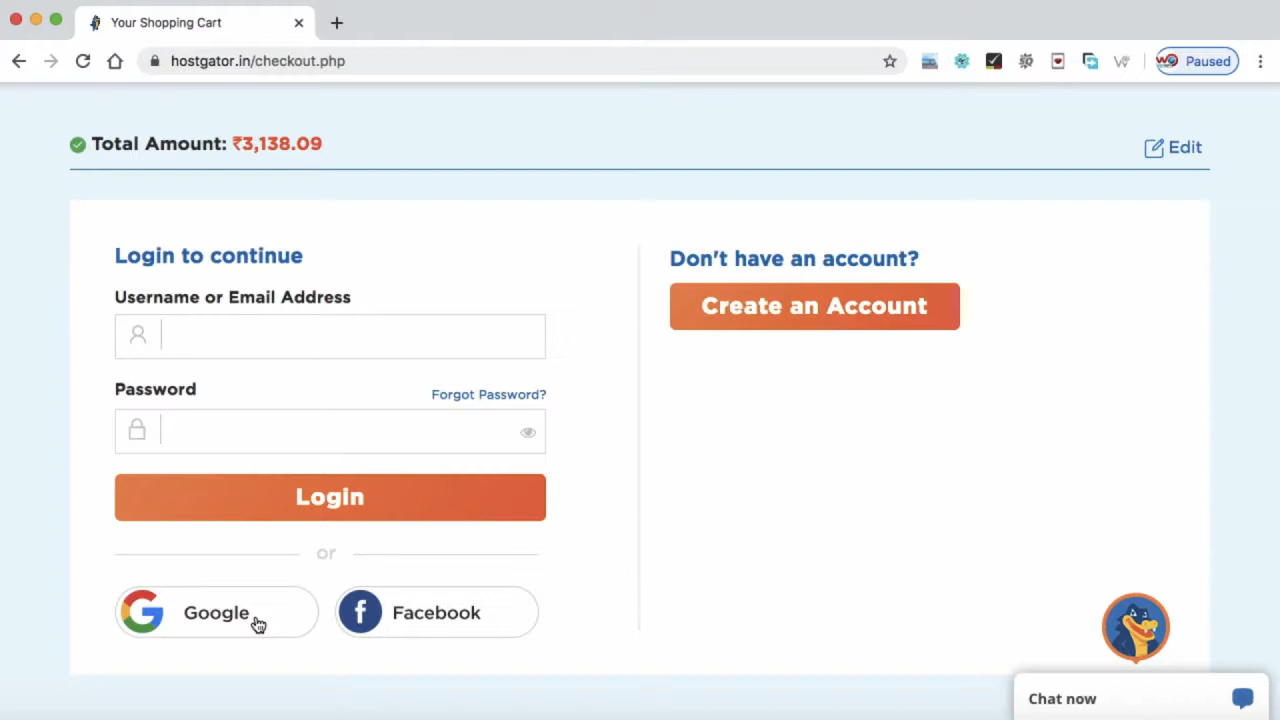 Your Shopping Cart
hostgator.in/checkout.php
Paused
Total Amount: ₹3,138.09
Edit
Login to continue
Username or Email Address
Password
Forgot Password?
Login
or
Google
Facebook
Don't have an account?
Create an Account
Chat now